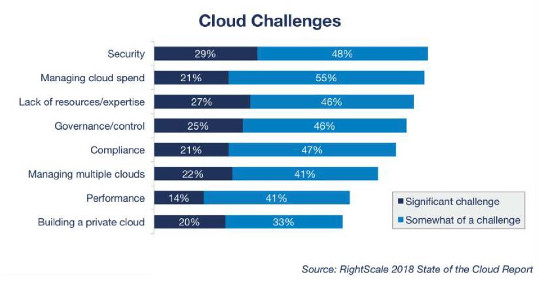 Cloud Challenges
Security 29% 48%
Managing cloud spend 21% 55%
Lack of resources/expertise 27% 46%
Governance/control 25% 46%
Compliance 21% 47%
Managing multiple clouds 22% 41%
Performance 14% 41%
Building a private cloud 20% 33%
Significant challenge
Somewhat of a challenge
Source: RightScale 2018 State of the Cloud Report